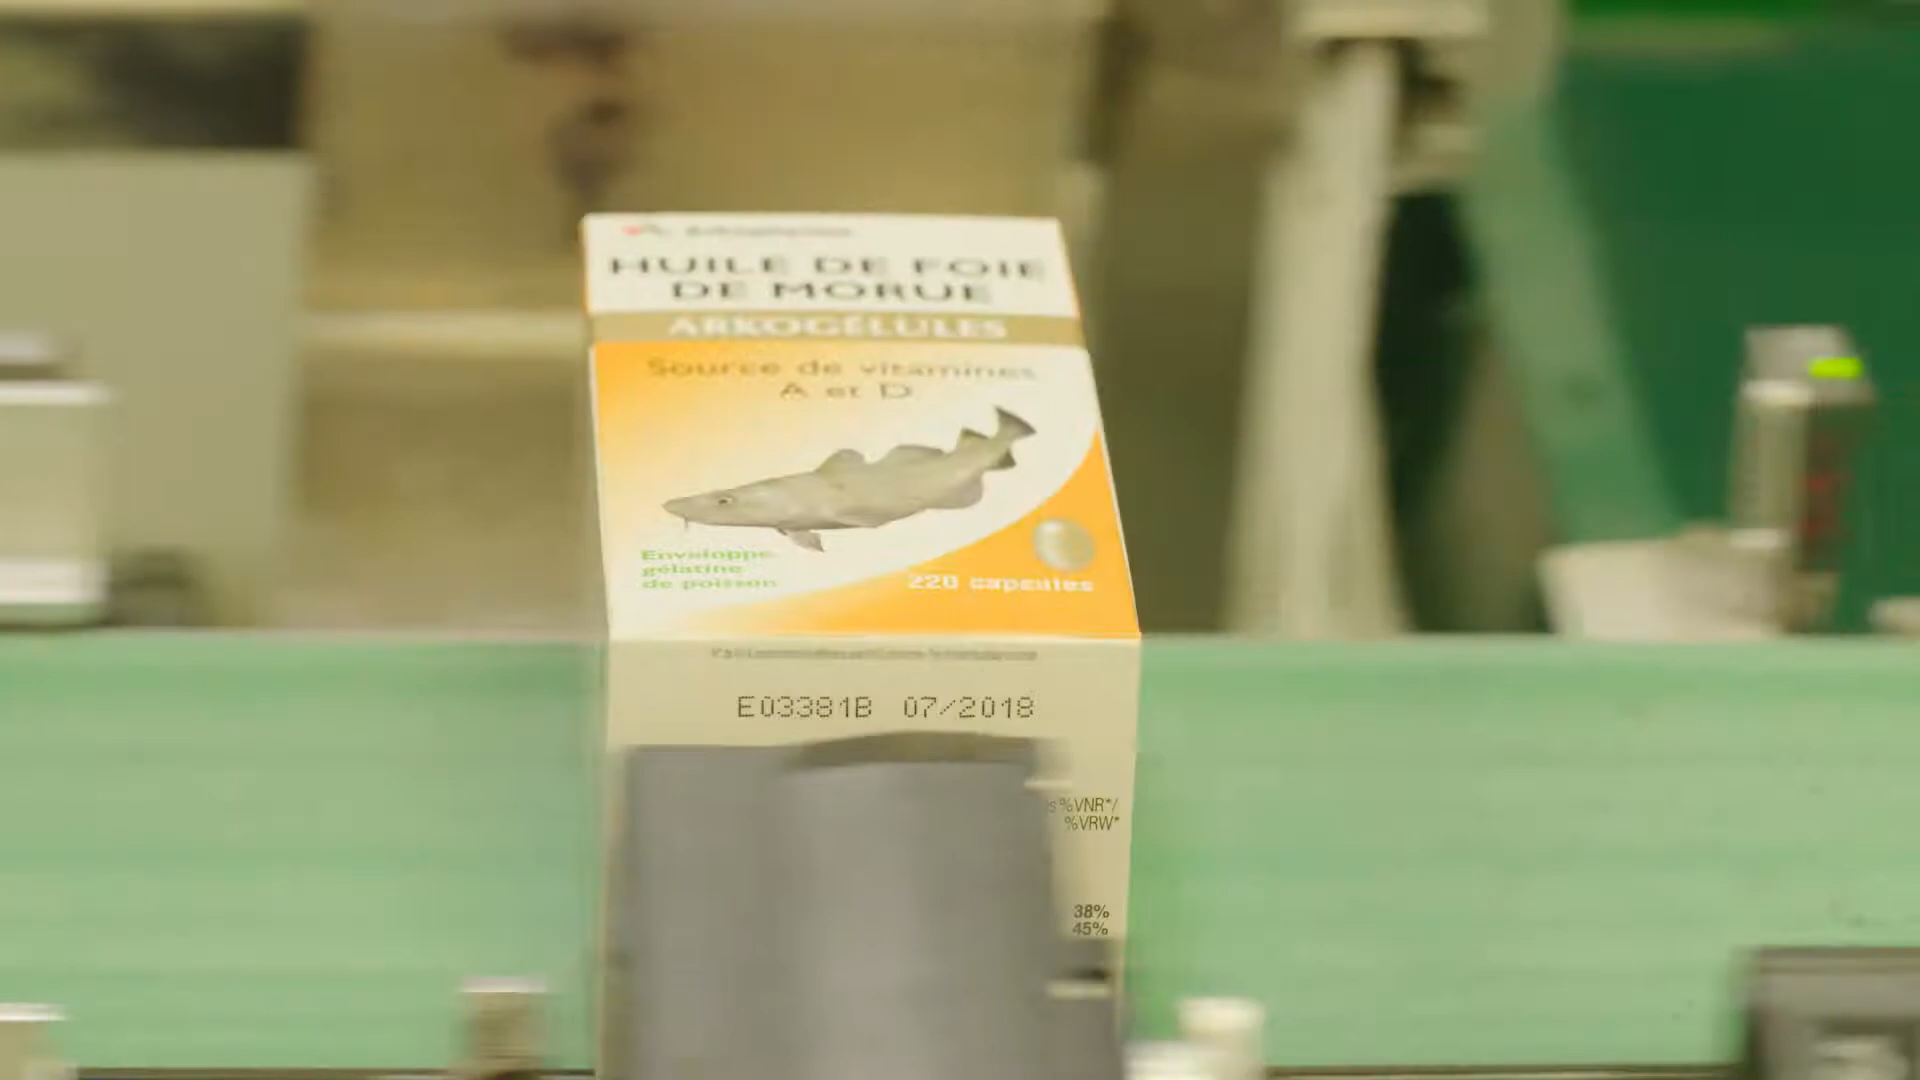 Arkopharma
HUILE DE FOIE
DE MORUE
ARKOGÉLULES
Source de vitamines
A et D
Enveloppe
gélatine
de poisson
220 capsules
E03381B 07/2018
s %VNR*/
%VRW*
38%
45%